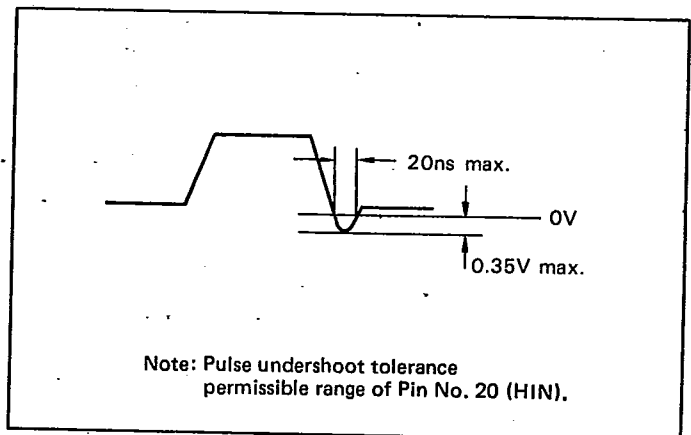 20ns max.
0V
0.35V max.
Note: Pulse undershoot tolerance
permissible range of Pin No. 20 (HIN).